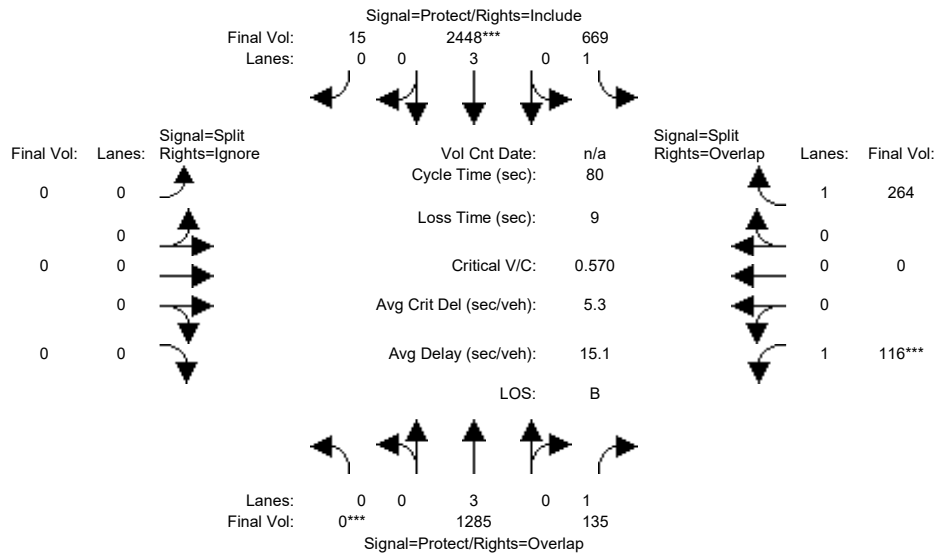 Signal=Protect/Rights=Include
Final Vol: 15 2448*** 669
Lanes: 0 0 3 0 1
Signal=Split
Final Vol: Lanes: Rights=Ignore
Vol Cnt Date: n/a
Signal=Split
Rights=Overlap Lanes: Final Vol:
Cycle Time (sec): 80
0 0
1 264
Loss Time (sec): 9
0
0
0 0
Critical V/C: 0.570
0 0
0
Avg Crit Del (sec/veh): 5.3
0
0 0
Avg Delay (sec/veh): 15.1
1 116***
LOS: B
Lanes: 0 0 3 0 1
Final Vol: 0*** 1285 135
Signal=Protect/Rights=Overlap